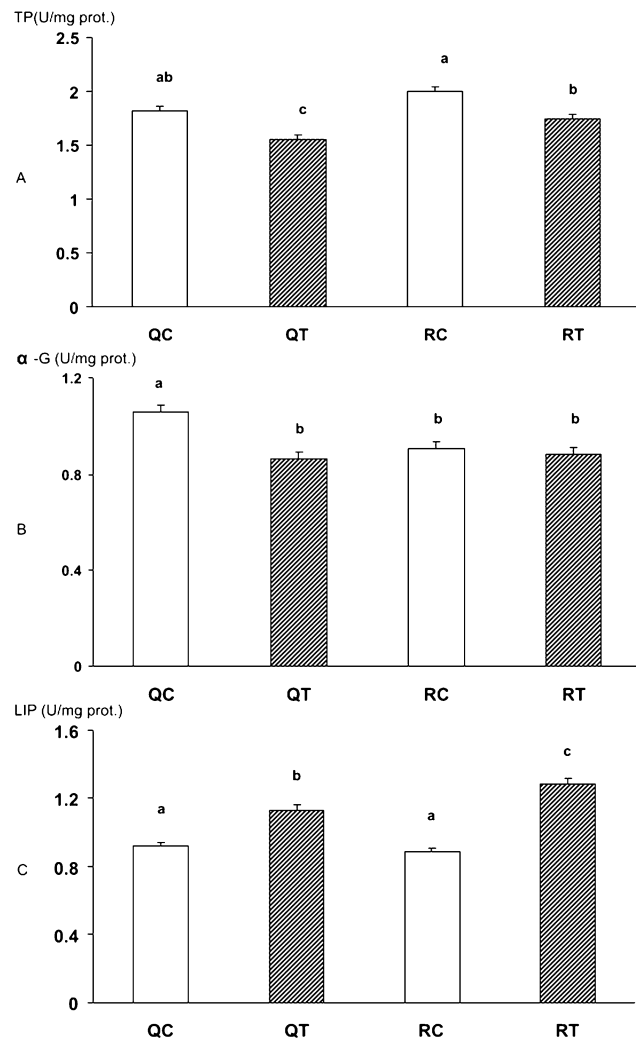 TP(U/mg prot.)
2.5
ab
a
2
c
b
1.5
A
1
0.5
0
QC QT RC RT
α -G (U/mg prot.)
1.2
a
b
b
b
0.8
B
0.4
0
QC QT RC RT
LIP (U/mg prot.)
1.6
c
b
1.2
a
a
0.8
C
0.4
0
QC QT RC RT